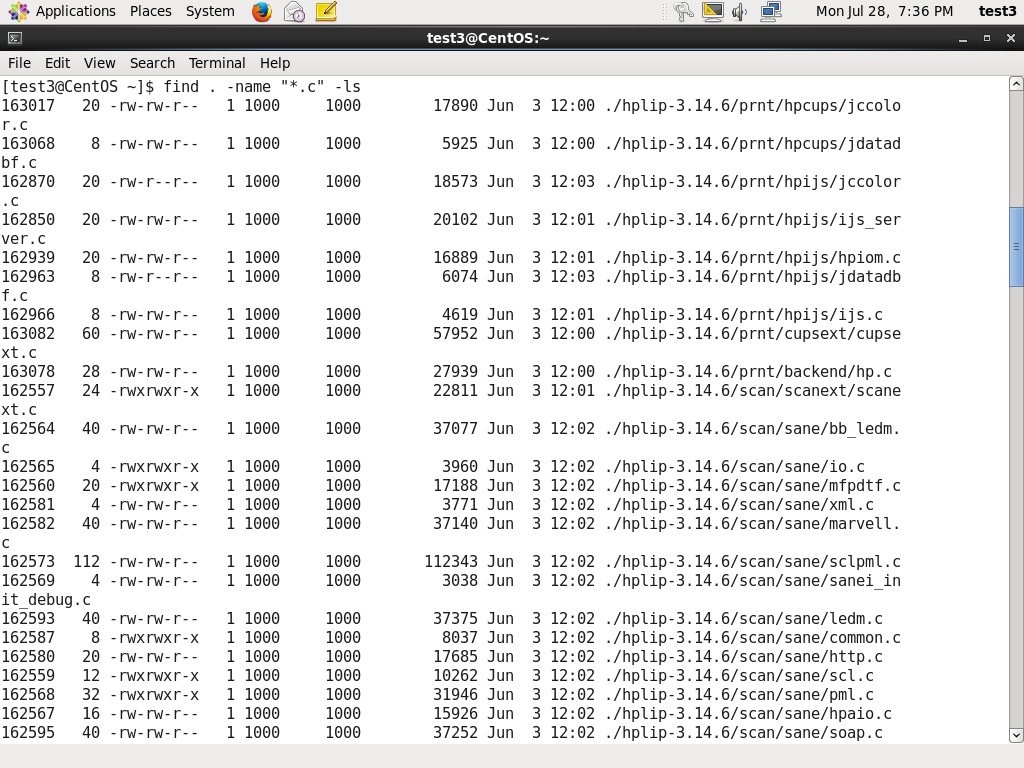 Applications Places System Mon Jul 28, 7:36 PM test3
test3@CentOS:~
File Edit View Search Terminal Help
[test3@CentOS ~]$ find . -name "*.c" -ls
163017   20 -rw-rw-r--   1 1000     1000        17890 Jun  3 12:00 ./hplip-3.14.6/prnt/hpcups/jccolo
r.c
163068    8 -rw-rw-r--   1 1000     1000         5925 Jun  3 12:00 ./hplip-3.14.6/prnt/hpcups/jdatad
bf.c
162870   20 -rw-r--r--   1 1000     1000        18573 Jun  3 12:03 ./hplip-3.14.6/prnt/hpijs/jccolor
.c
162850   20 -rw-rw-r--   1 1000     1000        20102 Jun  3 12:01 ./hplip-3.14.6/prnt/hpijs/ijs_ser
ver.c
162939   20 -rw-rw-r--   1 1000     1000        16889 Jun  3 12:01 ./hplip-3.14.6/prnt/hpijs/hpiom.c
162963    8 -rw-r--r--   1 1000     1000         6074 Jun  3 12:03 ./hplip-3.14.6/prnt/hpijs/jdatadb
f.c
162966    8 -rw-rw-r--   1 1000     1000         4619 Jun  3 12:01 ./hplip-3.14.6/prnt/hpijs/ijs.c
163082   60 -rw-rw-r--   1 1000     1000        57952 Jun  3 12:00 ./hplip-3.14.6/prnt/cupsext/cupse
xt.c
163078   28 -rw-rw-r--   1 1000     1000        27939 Jun  3 12:00 ./hplip-3.14.6/prnt/backend/hp.c
162557   24 -rwxrwxr-x   1 1000     1000        22811 Jun  3 12:01 ./hplip-3.14.6/scan/scanext/scane
xt.c
162564   40 -rw-rw-r--   1 1000     1000        37077 Jun  3 12:02 ./hplip-3.14.6/scan/sane/bb_ledm.
c
162565    4 -rwxrwxr-x   1 1000     1000         3960 Jun  3 12:02 ./hplip-3.14.6/scan/sane/io.c
162560   20 -rwxrwxr-x   1 1000     1000        17188 Jun  3 12:02 ./hplip-3.14.6/scan/sane/mfpdtf.c
162581    4 -rw-rw-r--   1 1000     1000         3771 Jun  3 12:02 ./hplip-3.14.6/scan/sane/xml.c
162582   40 -rw-rw-r--   1 1000     1000        37140 Jun  3 12:02 ./hplip-3.14.6/scan/sane/marvell.
c
162573  112 -rw-rw-r--   1 1000     1000       112343 Jun  3 12:02 ./hplip-3.14.6/scan/sane/sclpml.c
162569    4 -rw-rw-r--   1 1000     1000         3038 Jun  3 12:02 ./hplip-3.14.6/scan/sane/sanei_in
it_debug.c
162593   40 -rw-rw-r--   1 1000     1000        37375 Jun  3 12:02 ./hplip-3.14.6/scan/sane/ledm.c
162587    8 -rwxrwxr-x   1 1000     1000         8037 Jun  3 12:02 ./hplip-3.14.6/scan/sane/common.c
162580   20 -rw-rw-r--   1 1000     1000        17685 Jun  3 12:02 ./hplip-3.14.6/scan/sane/http.c
162559   12 -rwxrwxr-x   1 1000     1000        10262 Jun  3 12:02 ./hplip-3.14.6/scan/sane/scl.c
162568   32 -rwxrwxr-x   1 1000     1000        31946 Jun  3 12:02 ./hplip-3.14.6/scan/sane/pml.c
162567   16 -rw-rw-r--   1 1000     1000        15926 Jun  3 12:02 ./hplip-3.14.6/scan/sane/hpaio.c
162595   40 -rw-rw-r--   1 1000     1000        37252 Jun  3 12:02 ./hplip-3.14.6/scan/sane/soap.c